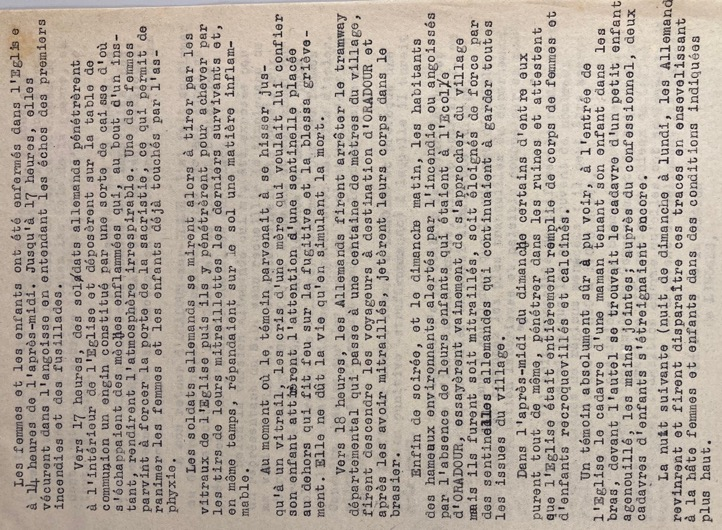 Les femmes et les enfants ont été enfermés dans l'Eglise
à 14 heures de l'après-midi. Jusqu'à 17 heures, elles
vécurent dans l'angoisse en entendant les échos des premiers
incendies et des fusillades.
Vers 17 heures, des soldats allemands pénétrèrent
à l'intérieur de l'Eglise et déposèrent sur la table de
communion un engin constitué par une sorte de caisse d'où
s'échappaient des mèches enflammées qui, au bout d'un ins-
tant, rendirent l'atmosphère irrespirable. Une des femmes
parvint à forcer la porte de la sacristie, ce qui permit de
ranimer les femmes et les enfants déjà touchés par l'as-
phyxie.
Les soldats allemands se mirent alors à tirer par les
vitraux de l'Eglise puis ils y pénétrèrent pour achever par
les tirs de leurs mitraillettes les derniers survivants et,
en même temps, répendaient sur le sol une matière inflam-
mable.
Au moment où le témoin parvenait à se hisser jus-
qu'à un vitrail, les cris d'une mère qui voulait lui confier
son enfant attirèrent l'attention d'une sentinelle placée
au dehors qui fit feu sur la fugitive et la blessa griève-
ment. Elle ne dût la vie qu'en simulant la mort.
Vers 18 heures, les Allemands firent arrêter le tramway
départemental qui passe à une centaine de mètres du village,
firent descendre les voyageurs à destination d'ORADOUR et
après les avoir mitraillés, jetèrent leurs corps dans le
brasier.
Enfin de soirée, et le dimanche matin, les habitants
des hameaux environnants alertés par l'incendie ou angoissés
par l'absence de leurs enfants qui étaient à l'Ecole
d'ORADOUR, essayèrent vainement de s'approcher du village
mais ils furent soit mitraillés, soit éloignés de force par
des sentinelles allemandes qui continuaient à garder toutes
les issues du village.
Dans l'après-midi du dimanche certains d'entre eux
purent tout de même, pénétrer dans les ruines et attestent
que l'Eglise était entièrement remplie de corps de femmes et
d'enfants recroquevillés et calcinés.
Un témoin absolument sûr a pu voir, à l'entrée de
l'Eglise le cadavre d'une maman tenant son enfant dans les
bras, devant l'autel se trouvait le cadavre d'un petit enfant
agenouillé, les mains jointes; auprès du confessionnel, deux
cadavres d'enfants s'étreignaient encore.
La nuit suivante (nuit de dimanche à lundi, les Allemand
revinrent et firent disparaître ces traces en ensevelissant
à la hâte femmes et enfants dans des conditions indiquées
plus haut.